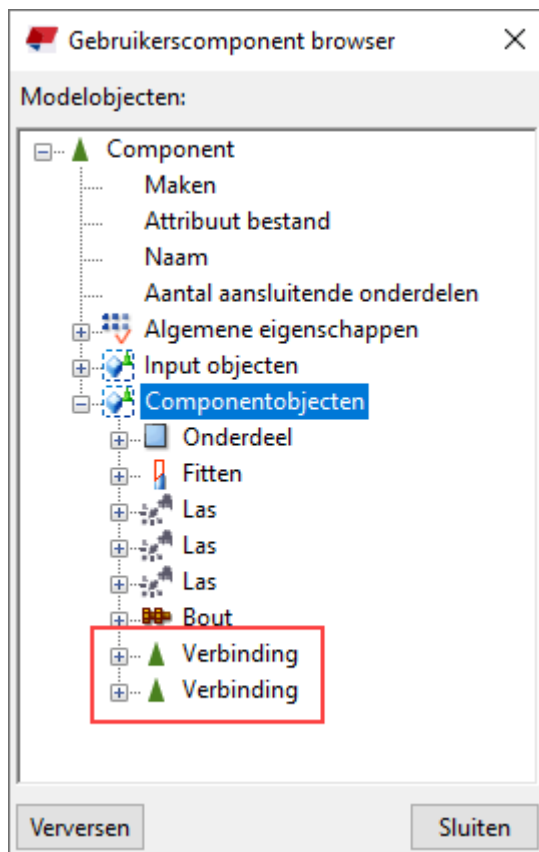 Gebruikerscomponent browser
Modelobjecten:
Component
Maken
Attribuut bestand
Naam
Aantal aansluitende onderdelen
Algemene eigenschappen
Input objecten
Componentobjecten
Onderdeel
Fitten
Las
Las
Las
Bout
Verbinding
Verbinding
Verversen
Sluiten